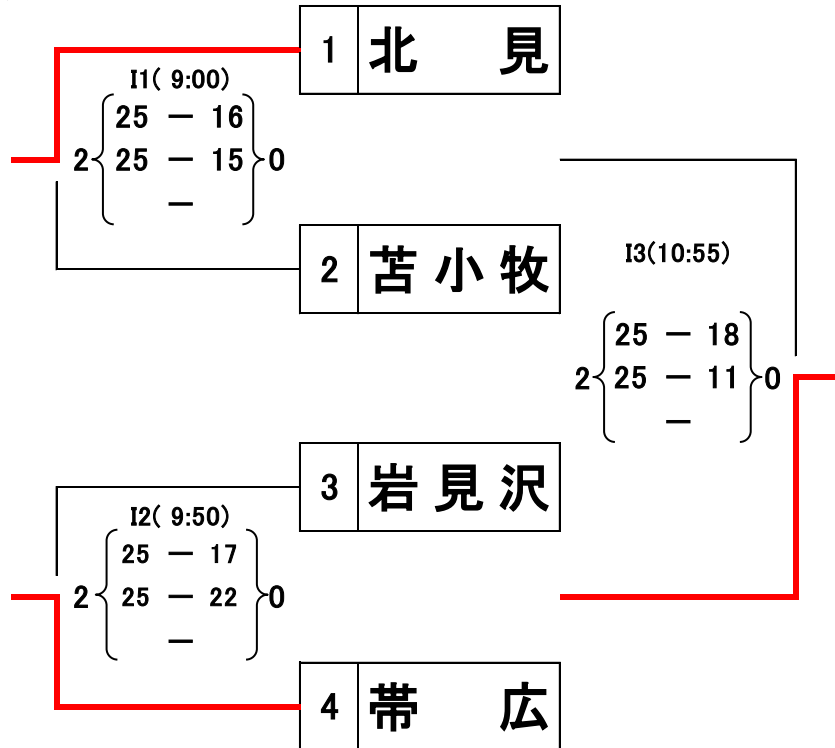 1 北 見
I1( 9:00)
25 ー 16
2 25 ー 15 0
ー
2 苫小牧
I3(10:55)
25 ー 18
2 25 ー 11 0
ー
3 岩見沢
I2( 9:50)
25 ー 17
2 25 ー 22 0
ー
4 帯 広